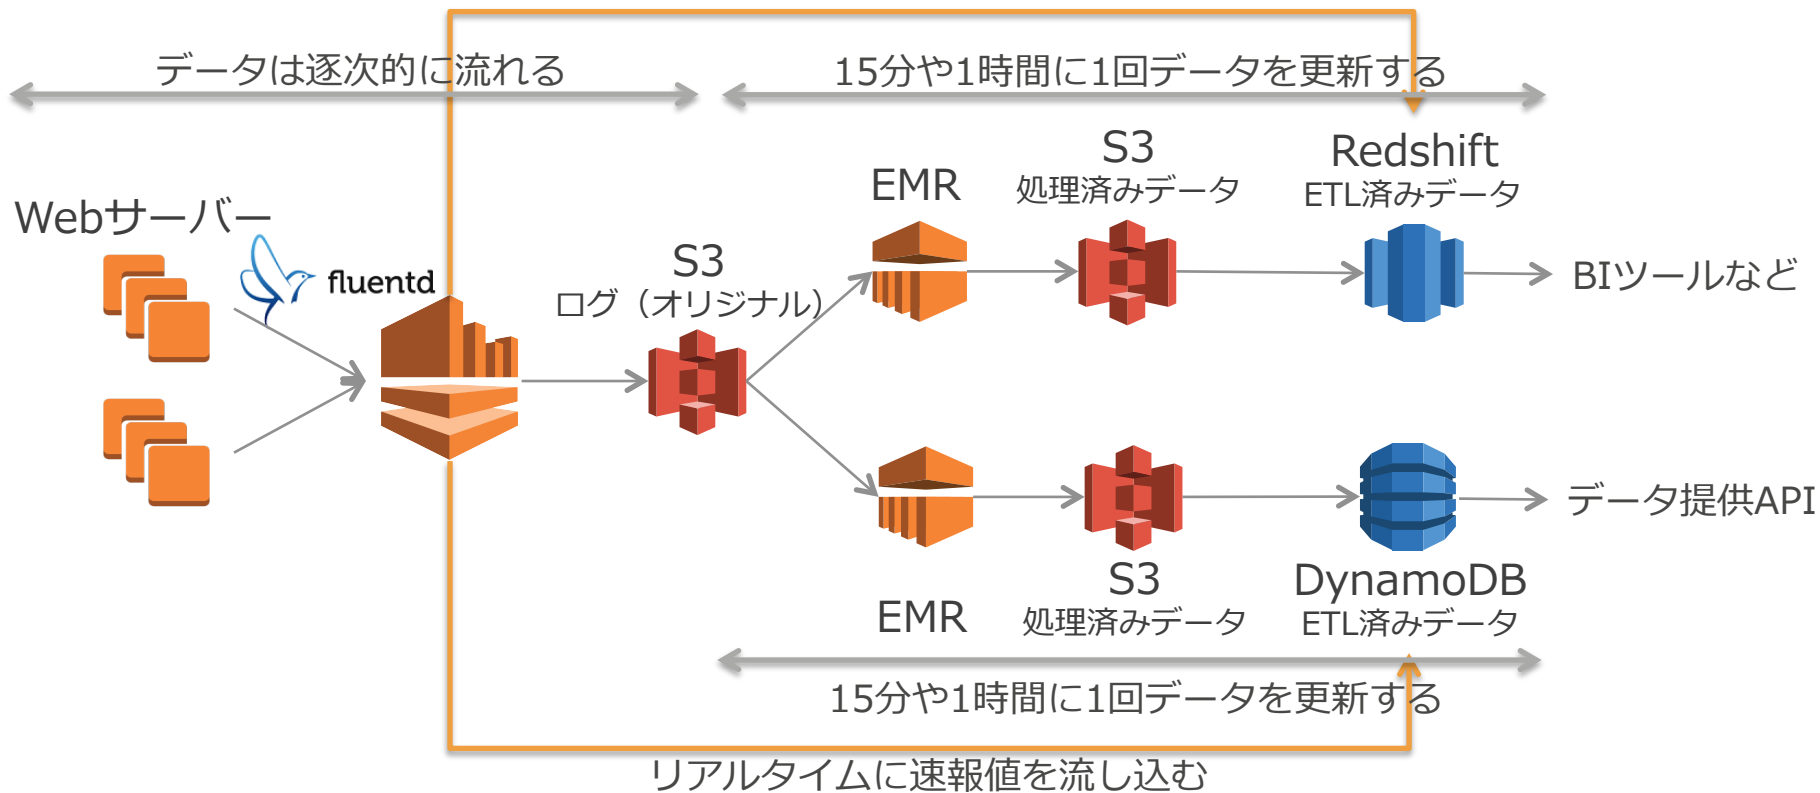 データは逐次的に流れる
15分や1時間に1回データを更新する
Webサーバー
fluentd
S3
ログ（オリジナル）
EMR
S3
処理済みデータ
Redshift
ETL済みデータ
BIツールなど
EMR
S3
処理済みデータ
DynamoDB
ETL済みデータ
データ提供API
15分や1時間に1回データを更新する
リアルタイムに速報値を流し込む